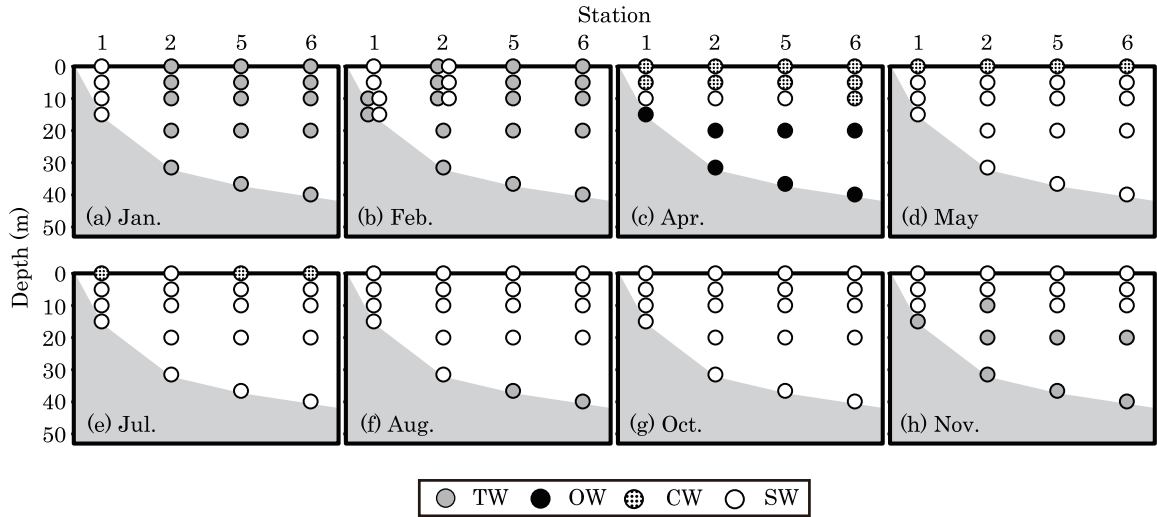 Station
1 2 5 6 1 2 5 6 1 2 5 6 1 2 5 6
0
10
20
30
40
50
(a) Jan. (b) Feb. (c) Apr. (d) May
Depth (m)
0
10
20
30
40
50
(e) Jul. (f) Aug. (g) Oct. (h) Nov.
TW OW CW SW